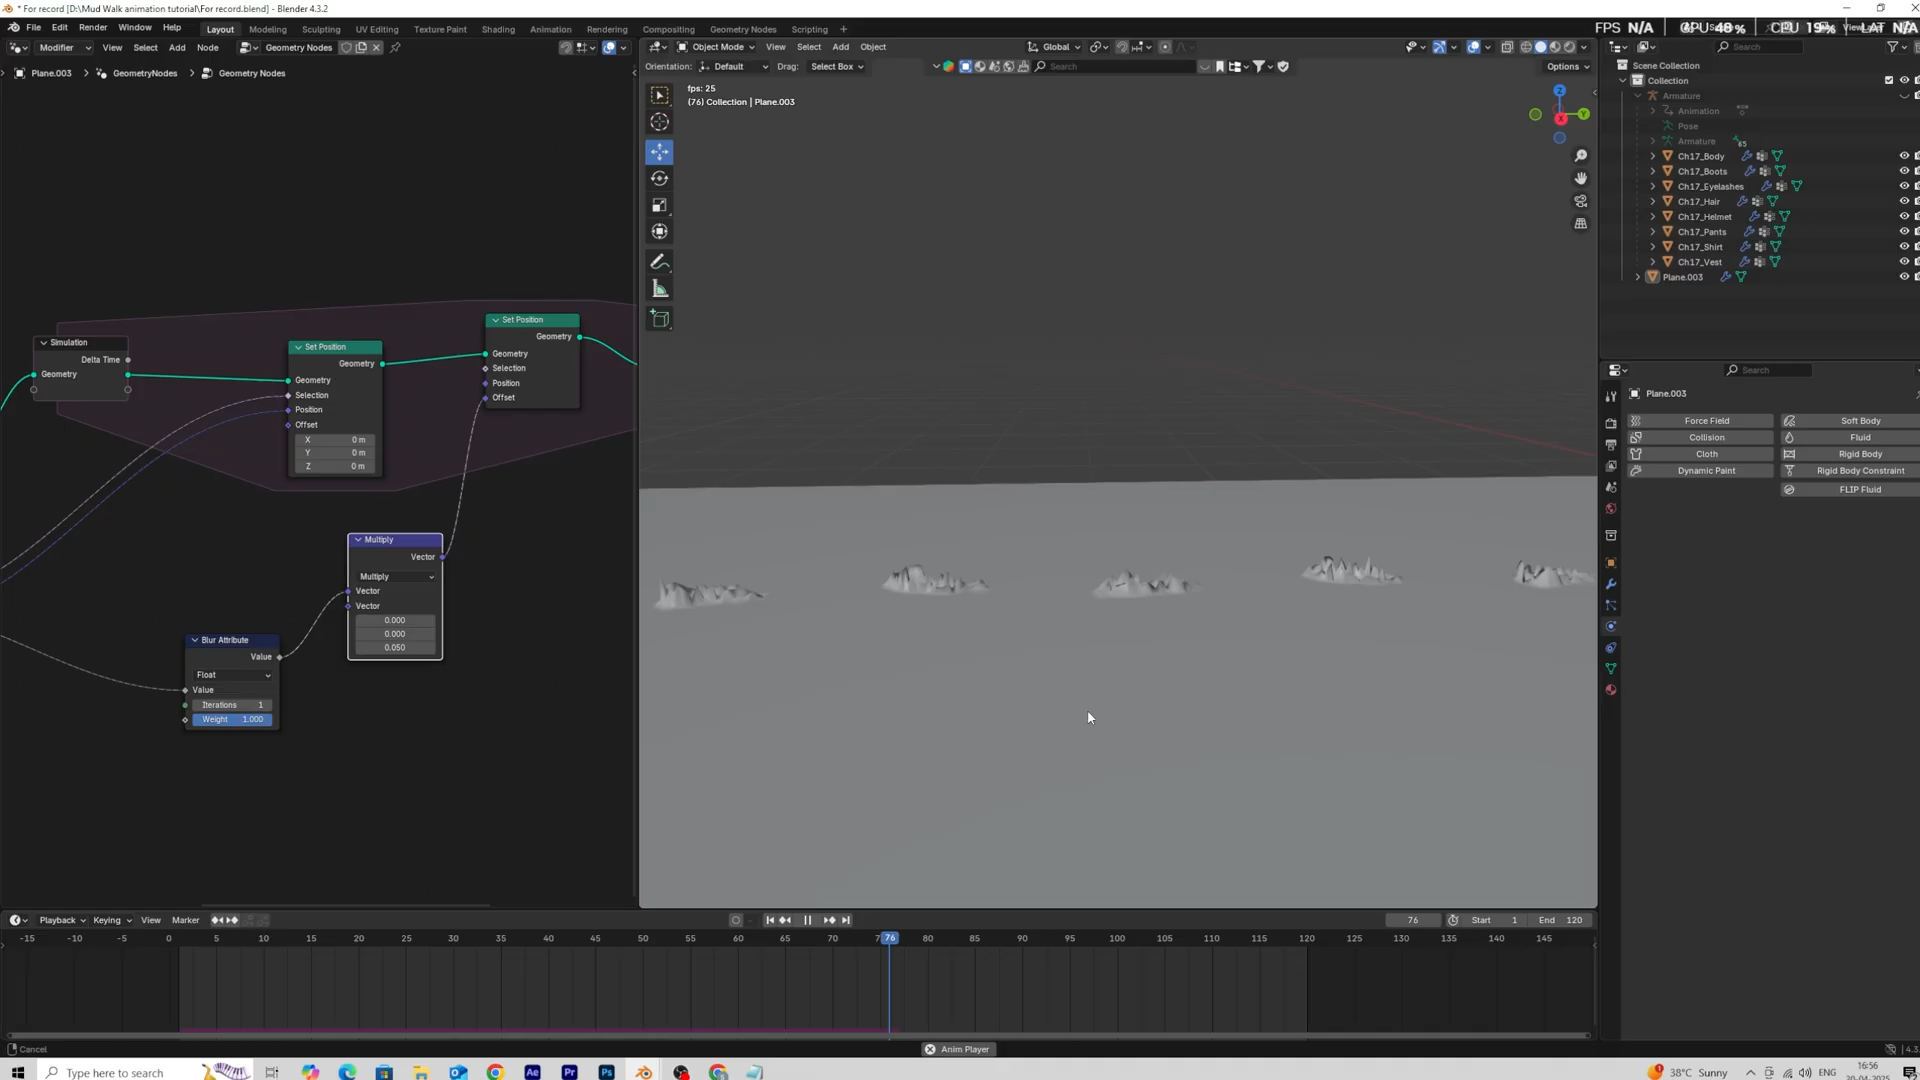 * For record [D:\Mud Walk animation tutorial\For record.blend] - Blender 4.3.2
File Edit Render Window Help
Layout Modeling Sculpting UV Editing Texture Paint Shading Animation Rendering Compositing Geometry Nodes Scripting +
FPS N/A GPU 48% CPU 19% LAT N/A
Modifier View Select Add Node Geometry Nodes
Object Mode View Select Add Object Global
Search
Plane.003 > GeometryNodes > Geometry Nodes
Orientation: Default Drag: Select Box
Search
Options
fps: 25
(76) Collection | Plane.003
Z
Y
X
Scene Collection
Collection
Armature
Animation
Pose
Armature
65
Ch17_Body
Ch17_Boots
Ch17_Eyelashes
Ch17_Hair
Ch17_Helmet
Ch17_Pants
Ch17_Shirt
Ch17_Vest
Plane.003
Search
Plane.003
Force Field Soft Body
Collision Fluid
Cloth Rigid Body
Dynamic Paint Rigid Body Constraint
FLIP Fluid
Simulation
Delta Time
Geometry
Set Position
Geometry
Geometry
Selection
Position
Offset
X 0 m
Y 0 m
Z 0 m
Set Position
Geometry
Geometry
Selection
Position
Offset
Multiply
Vector
Multiply
Vector
Vector
0.000
0.000
0.050
Blur Attribute
Value
Float
Value
Iterations 1
Weight 1.000
Playback Keying View Marker
76 Start 1 End 120
-15 -10 -5 0 5 10 15 20 25 30 35 40 45 50 55 60 65 70 76 80 85 90 95 100 105 110 115 120 125 130 135 140 145
Cancel
Anim Player
4.3.
Type here to search
38°C Sunny
ENG
16:56
30-04-2025